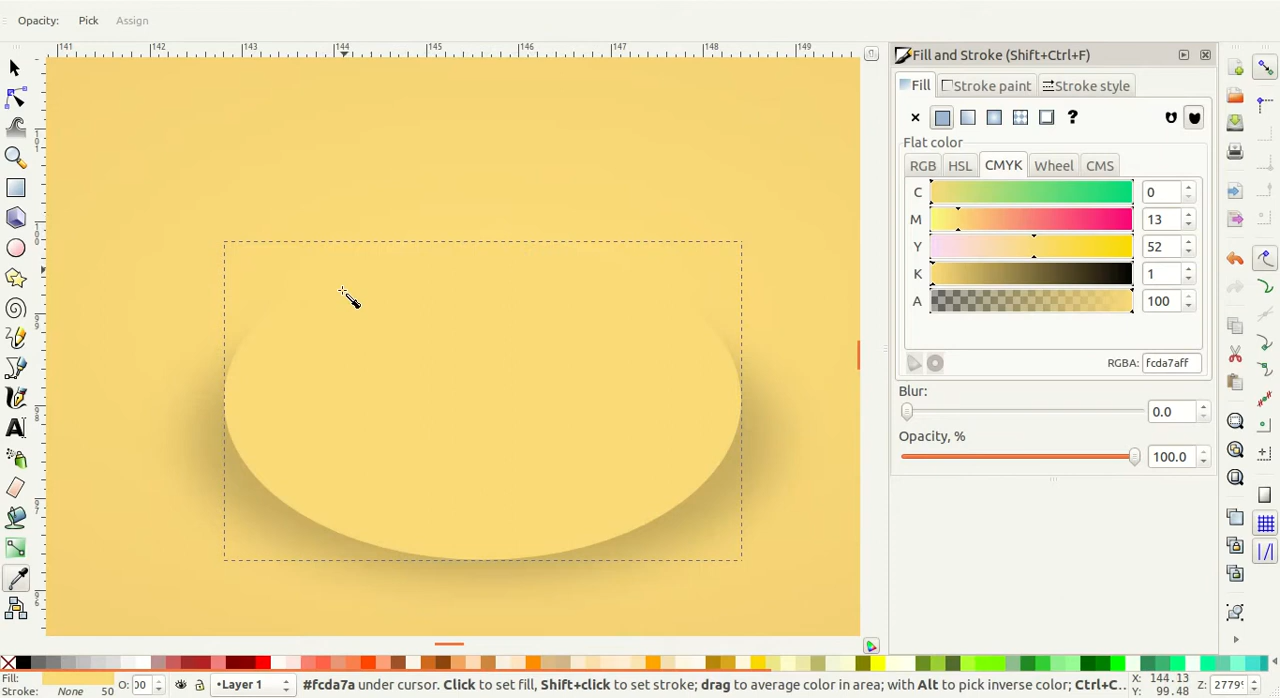 Opacity: Pick Assign
141 142 143 144 145 146 147 148 149
Fill and Stroke (Shift+Ctrl+F)
Fill Stroke paint Stroke style
Flat color
RGB HSL CMYK Wheel CMS
C 0
M 13
Y 52
K 1
A 100
RGBA: fcda7aff
Blur:
0.0
Opacity, %
100.0
Fill:
Stroke: None 50 O: 00 •Layer 1 #fcda7a under cursor. Click to set fill, Shift+click to set stroke; drag to average color in area; with Alt to pick inverse color; Ctrl+C…
X: 144.13
Y: 99.48
Z: 2779